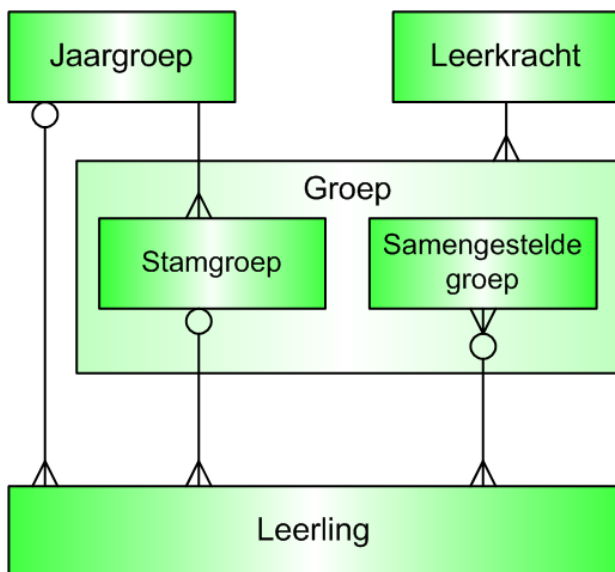 Jaargroep
Leerkracht
Groep
Stamgroep
Samengestelde
groep
Leerling